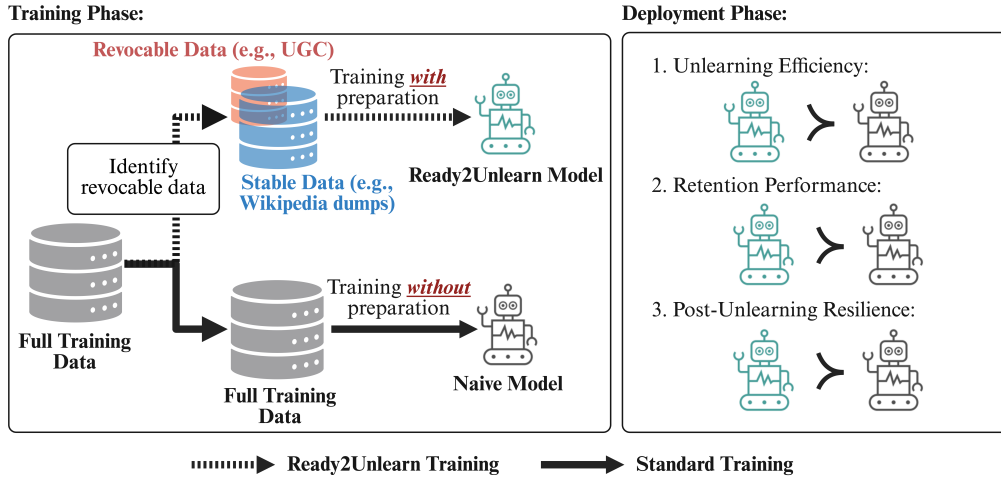 Training Phase:
Revocable Data (e.g., UGC)
Training with
preparation
Identify
revocable data
Stable Data (e.g.,
Wikipedia dumps)
Ready2Unlearn Model
Full Training
Data
Training without
preparation
Full Training
Data
Naive Model
Deployment Phase:
1. Unlearning Efficiency:
2. Retention Performance:
3. Post-Unlearning Resilience:
Ready2Unlearn Training
Standard Training